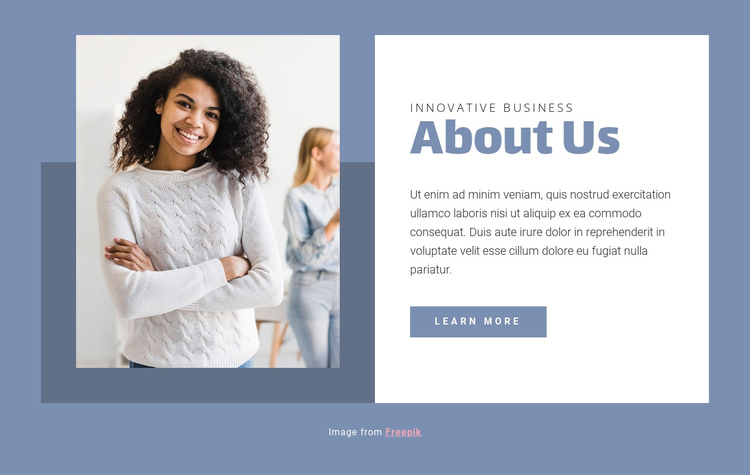 INNOVATIVE BUSINESS
About Us
Ut enim ad minim veniam, quis nostrud exercitation
ullamco laboris nisi ut aliquip ex ea commodo
consequat. Duis aute irure dolor in reprehenderit in
voluptate velit esse cillum dolore eu fugiat nulla
pariatur.
LEARN MORE
Image from Freepik